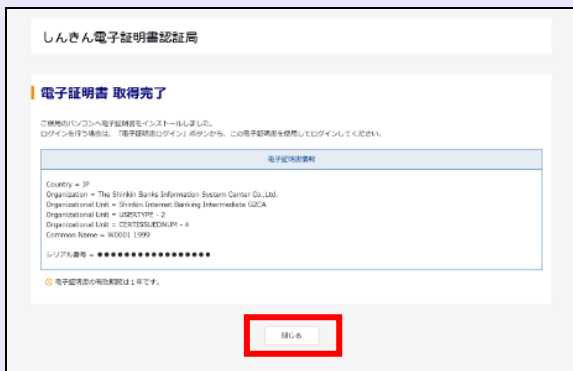 しんきん電子証明書認証局
電子証明書 取得完了
ご使用のパソコンへ電子証明書をインストールしました。
ログインを行う場合は、「電子証明書ログイン」ボタンから、この電子証明書を使用してログインしてください。
電子証明書情報
Country = JP
Organization = The Shinkin Banks Information System Center Co.,Ltd.
Organizational Unit = Shinkin Internet Banking Intermediate G2CA
Organizational Unit = USERTYPE - 2
Organizational Unit = CERTISSUEDNUM - 4
Common Name = W0001 1999
シリアル番号 = ●●●●●●●●●●●●●●●●●
電子証明書の有効期間は1年です。
閉じる